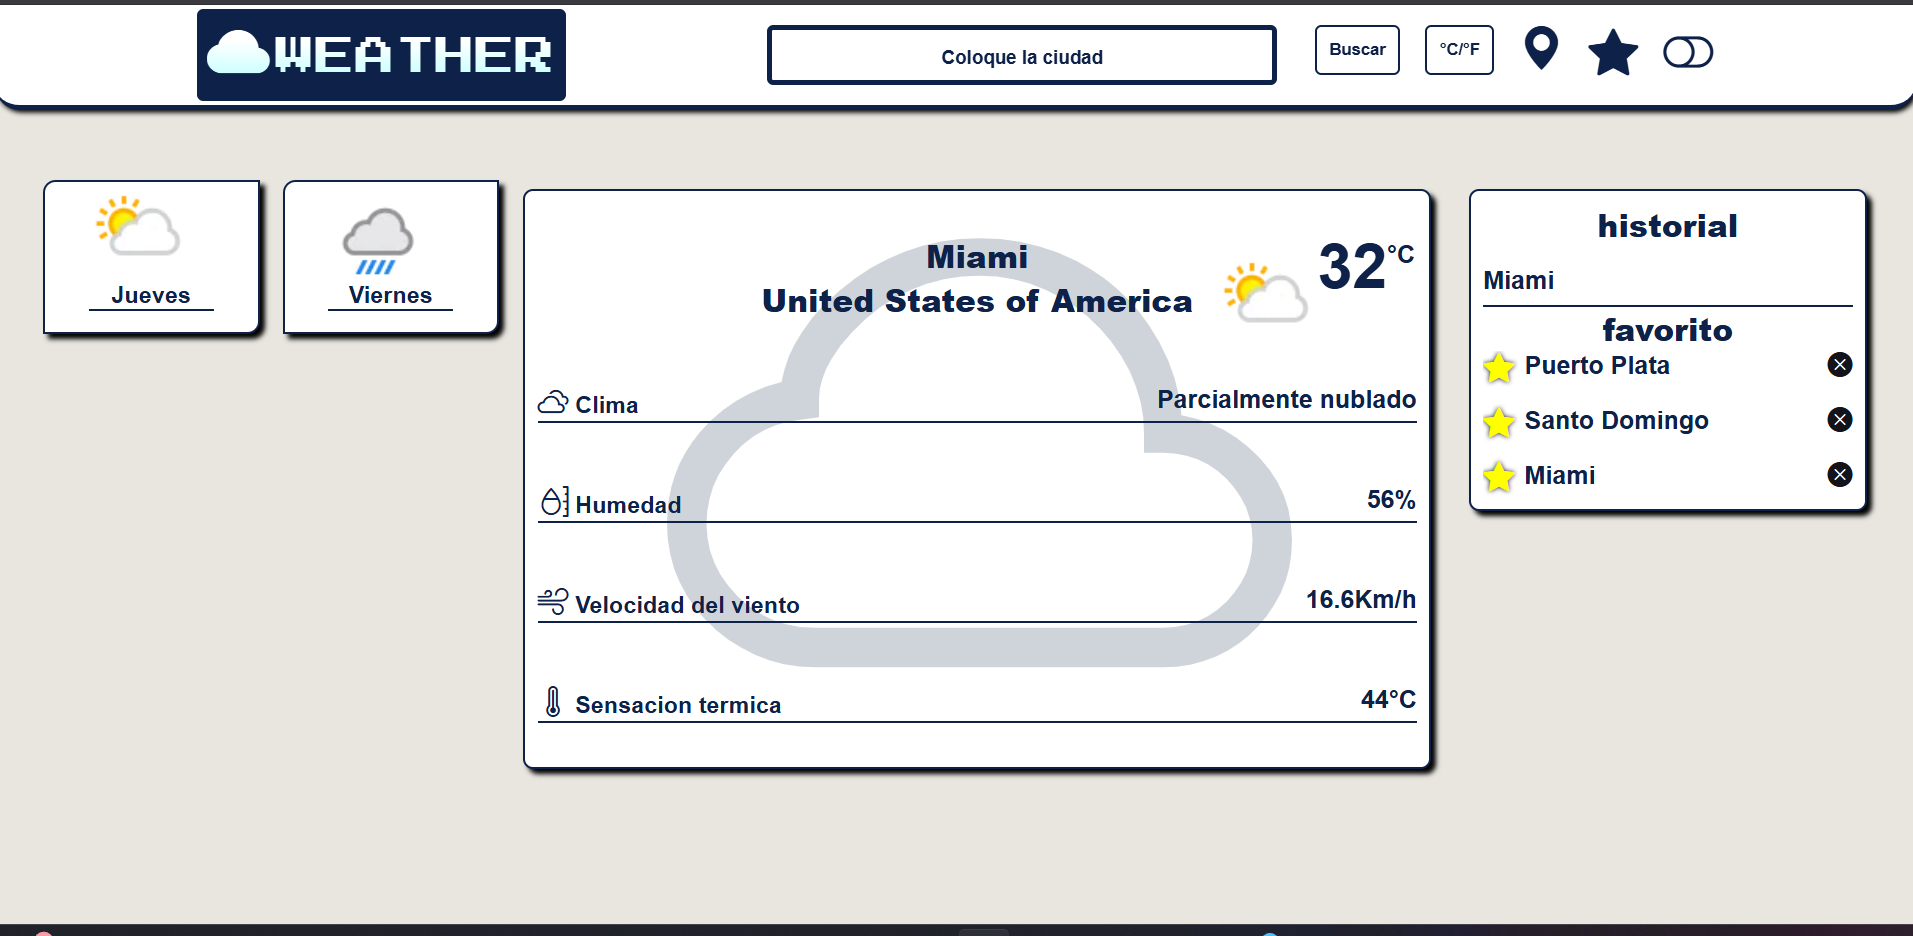 WEATHER
Coloque la ciudad
Buscar
°C/°F
Jueves
Viernes
Miami
United States of America
32°C
Clima
Parcialmente nublado
Humedad
56%
Velocidad del viento
16.6Km/h
Sensacion termica
44°C
historial
Miami
favorito
Puerto Plata
Santo Domingo
Miami